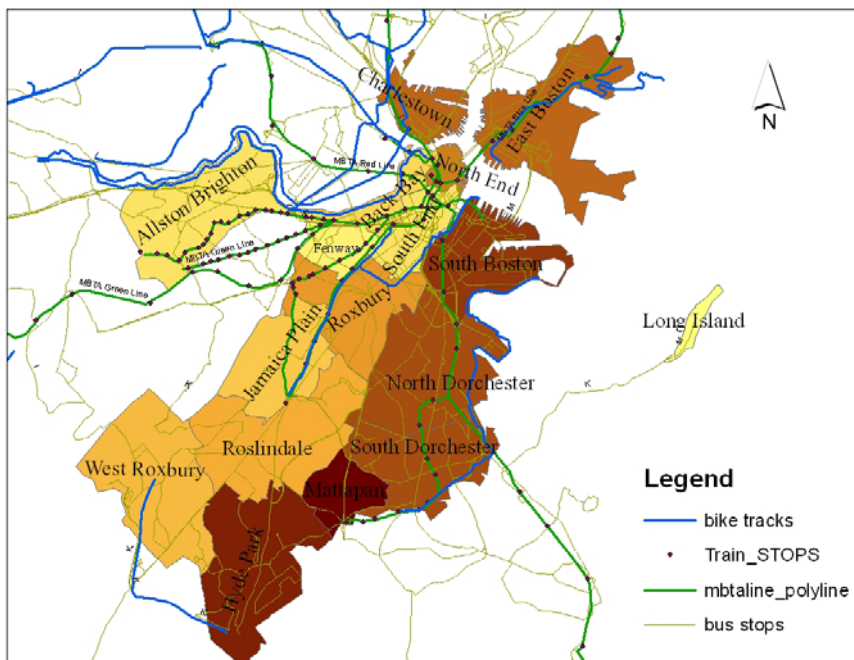 Charlestown
East Boston
N
MBTA Red Line
North End
Allston/Brighton
Back Bay
South End
Fenway
MBTA Green Line
MBTA Green Line
South Boston
Roxbury
Jamaica Plain
Long Island
North Dorchester
Roslindale
South Dorchester
West Roxbury
Mattapan
Hyde Park
Legend
bike tracks
Train_STOPS
mbtaline_polyline
bus stops